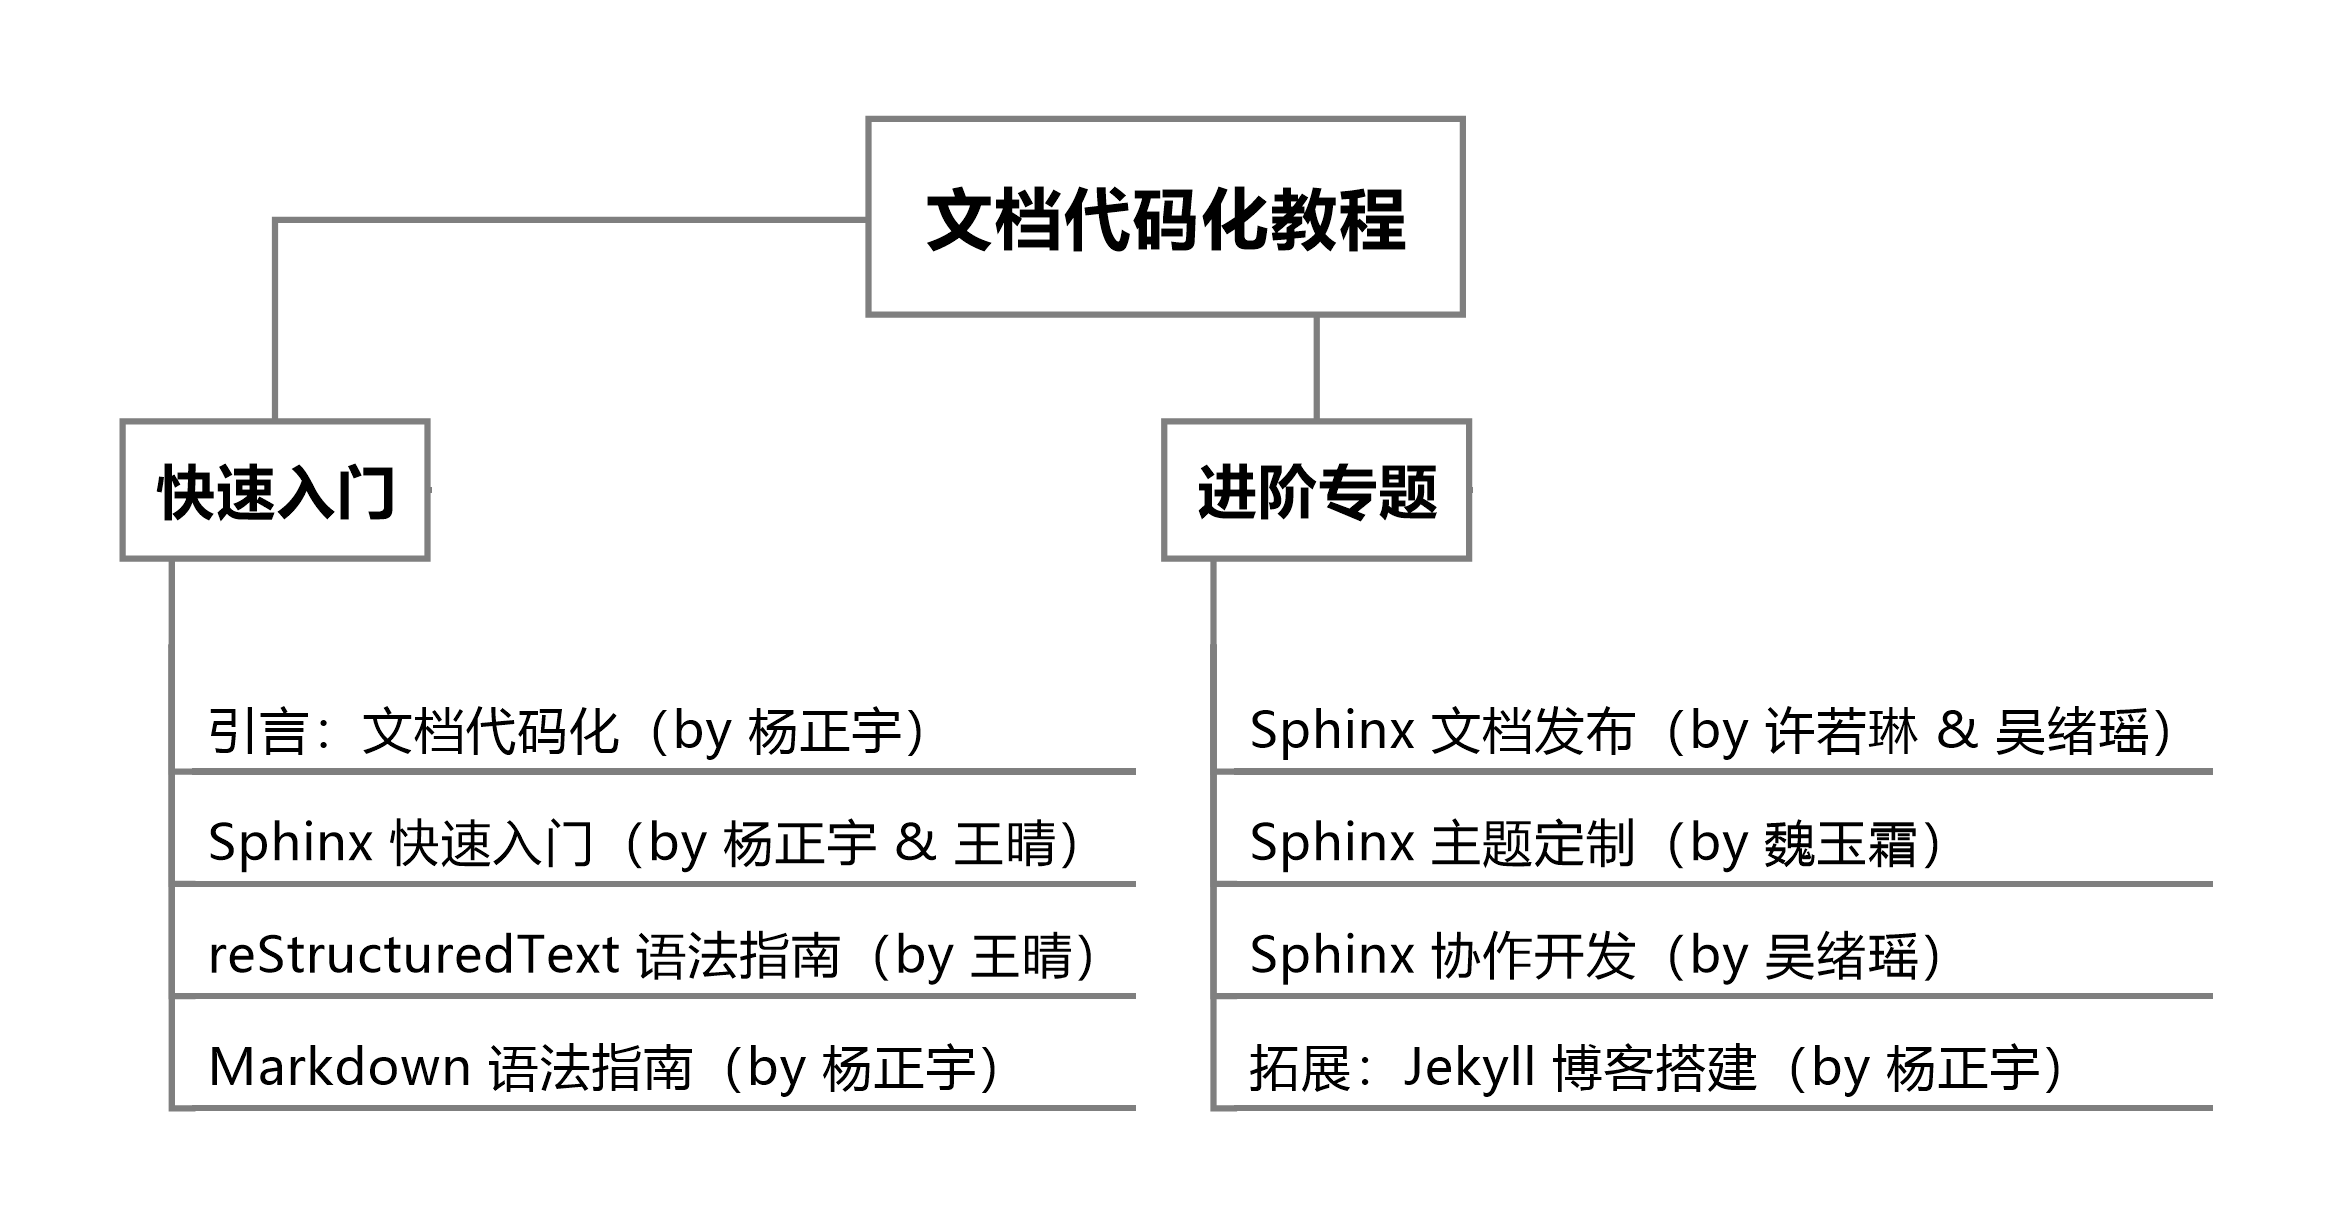 文档代码化教程
快速入门
引言：文档代码化（by 杨正宇）
Sphinx 快速入门（by 杨正宇 & 王晴）
reStructuredText 语法指南（by 王晴）
Markdown 语法指南（by 杨正宇）
进阶专题
Sphinx 文档发布（by 许若琳 & 吴绪瑶）
Sphinx 主题定制（by 魏玉霜）
Sphinx 协作开发（by 吴绪瑶）
拓展：Jekyll 博客搭建（by 杨正宇）